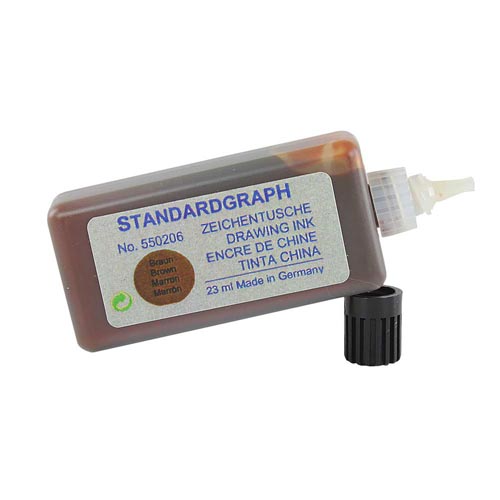 STANDARDGRAPH
No. 550206
ZEICHENTUSCHE
DRAWING INK
ENCRE DE CHINE
TINTA CHINA
Braun
Brown
Marron
Marrón
23 ml Made in Germany